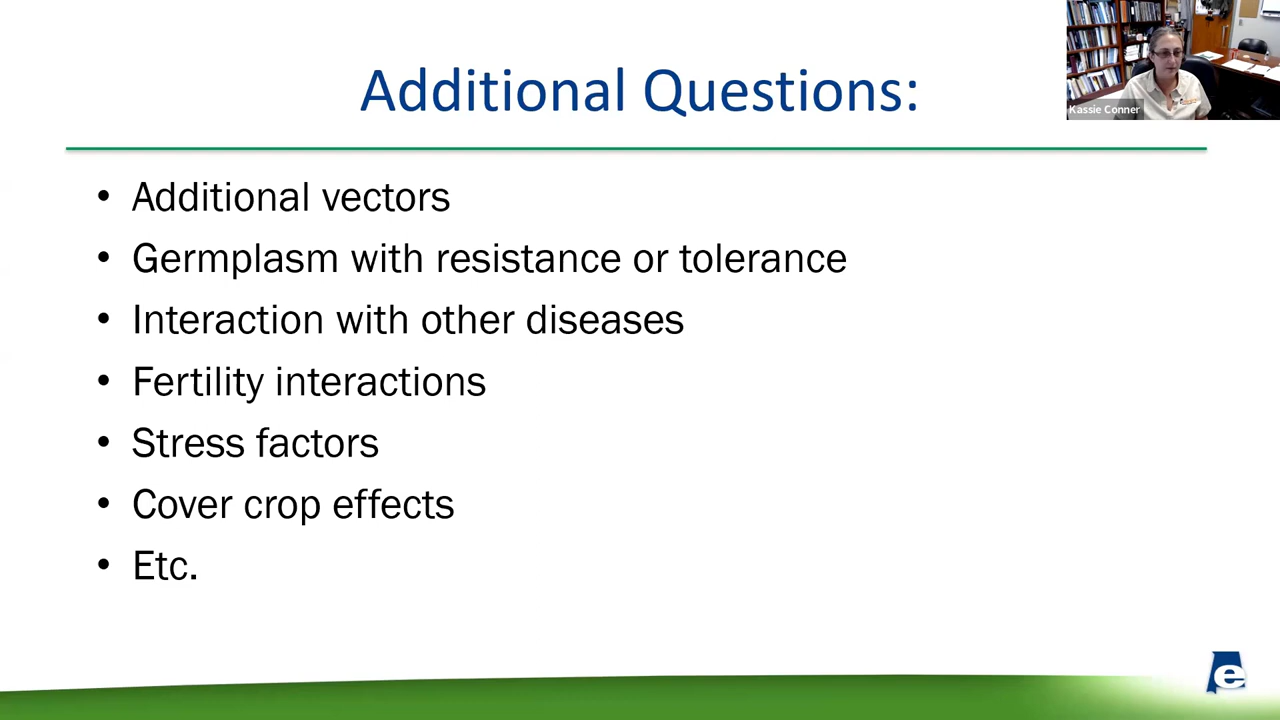 Additional Questions:
Kassie Conner
• Additional vectors
• Germplasm with resistance or tolerance
• Interaction with other diseases
• Fertility interactions
• Stress factors
• Cover crop effects
• Etc.
e